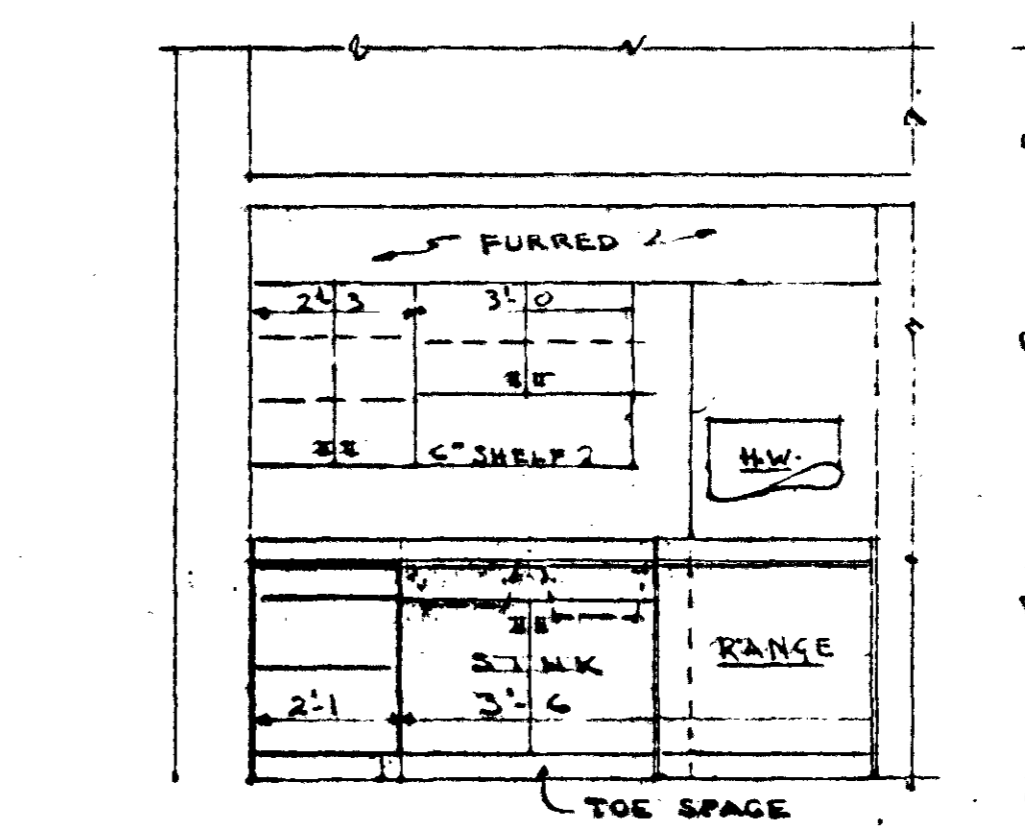 FURRED
2'-3 3'-0
6" SHELF
H.W.
SINK
RANGE
2'-1 3'-6
TOE SPACE